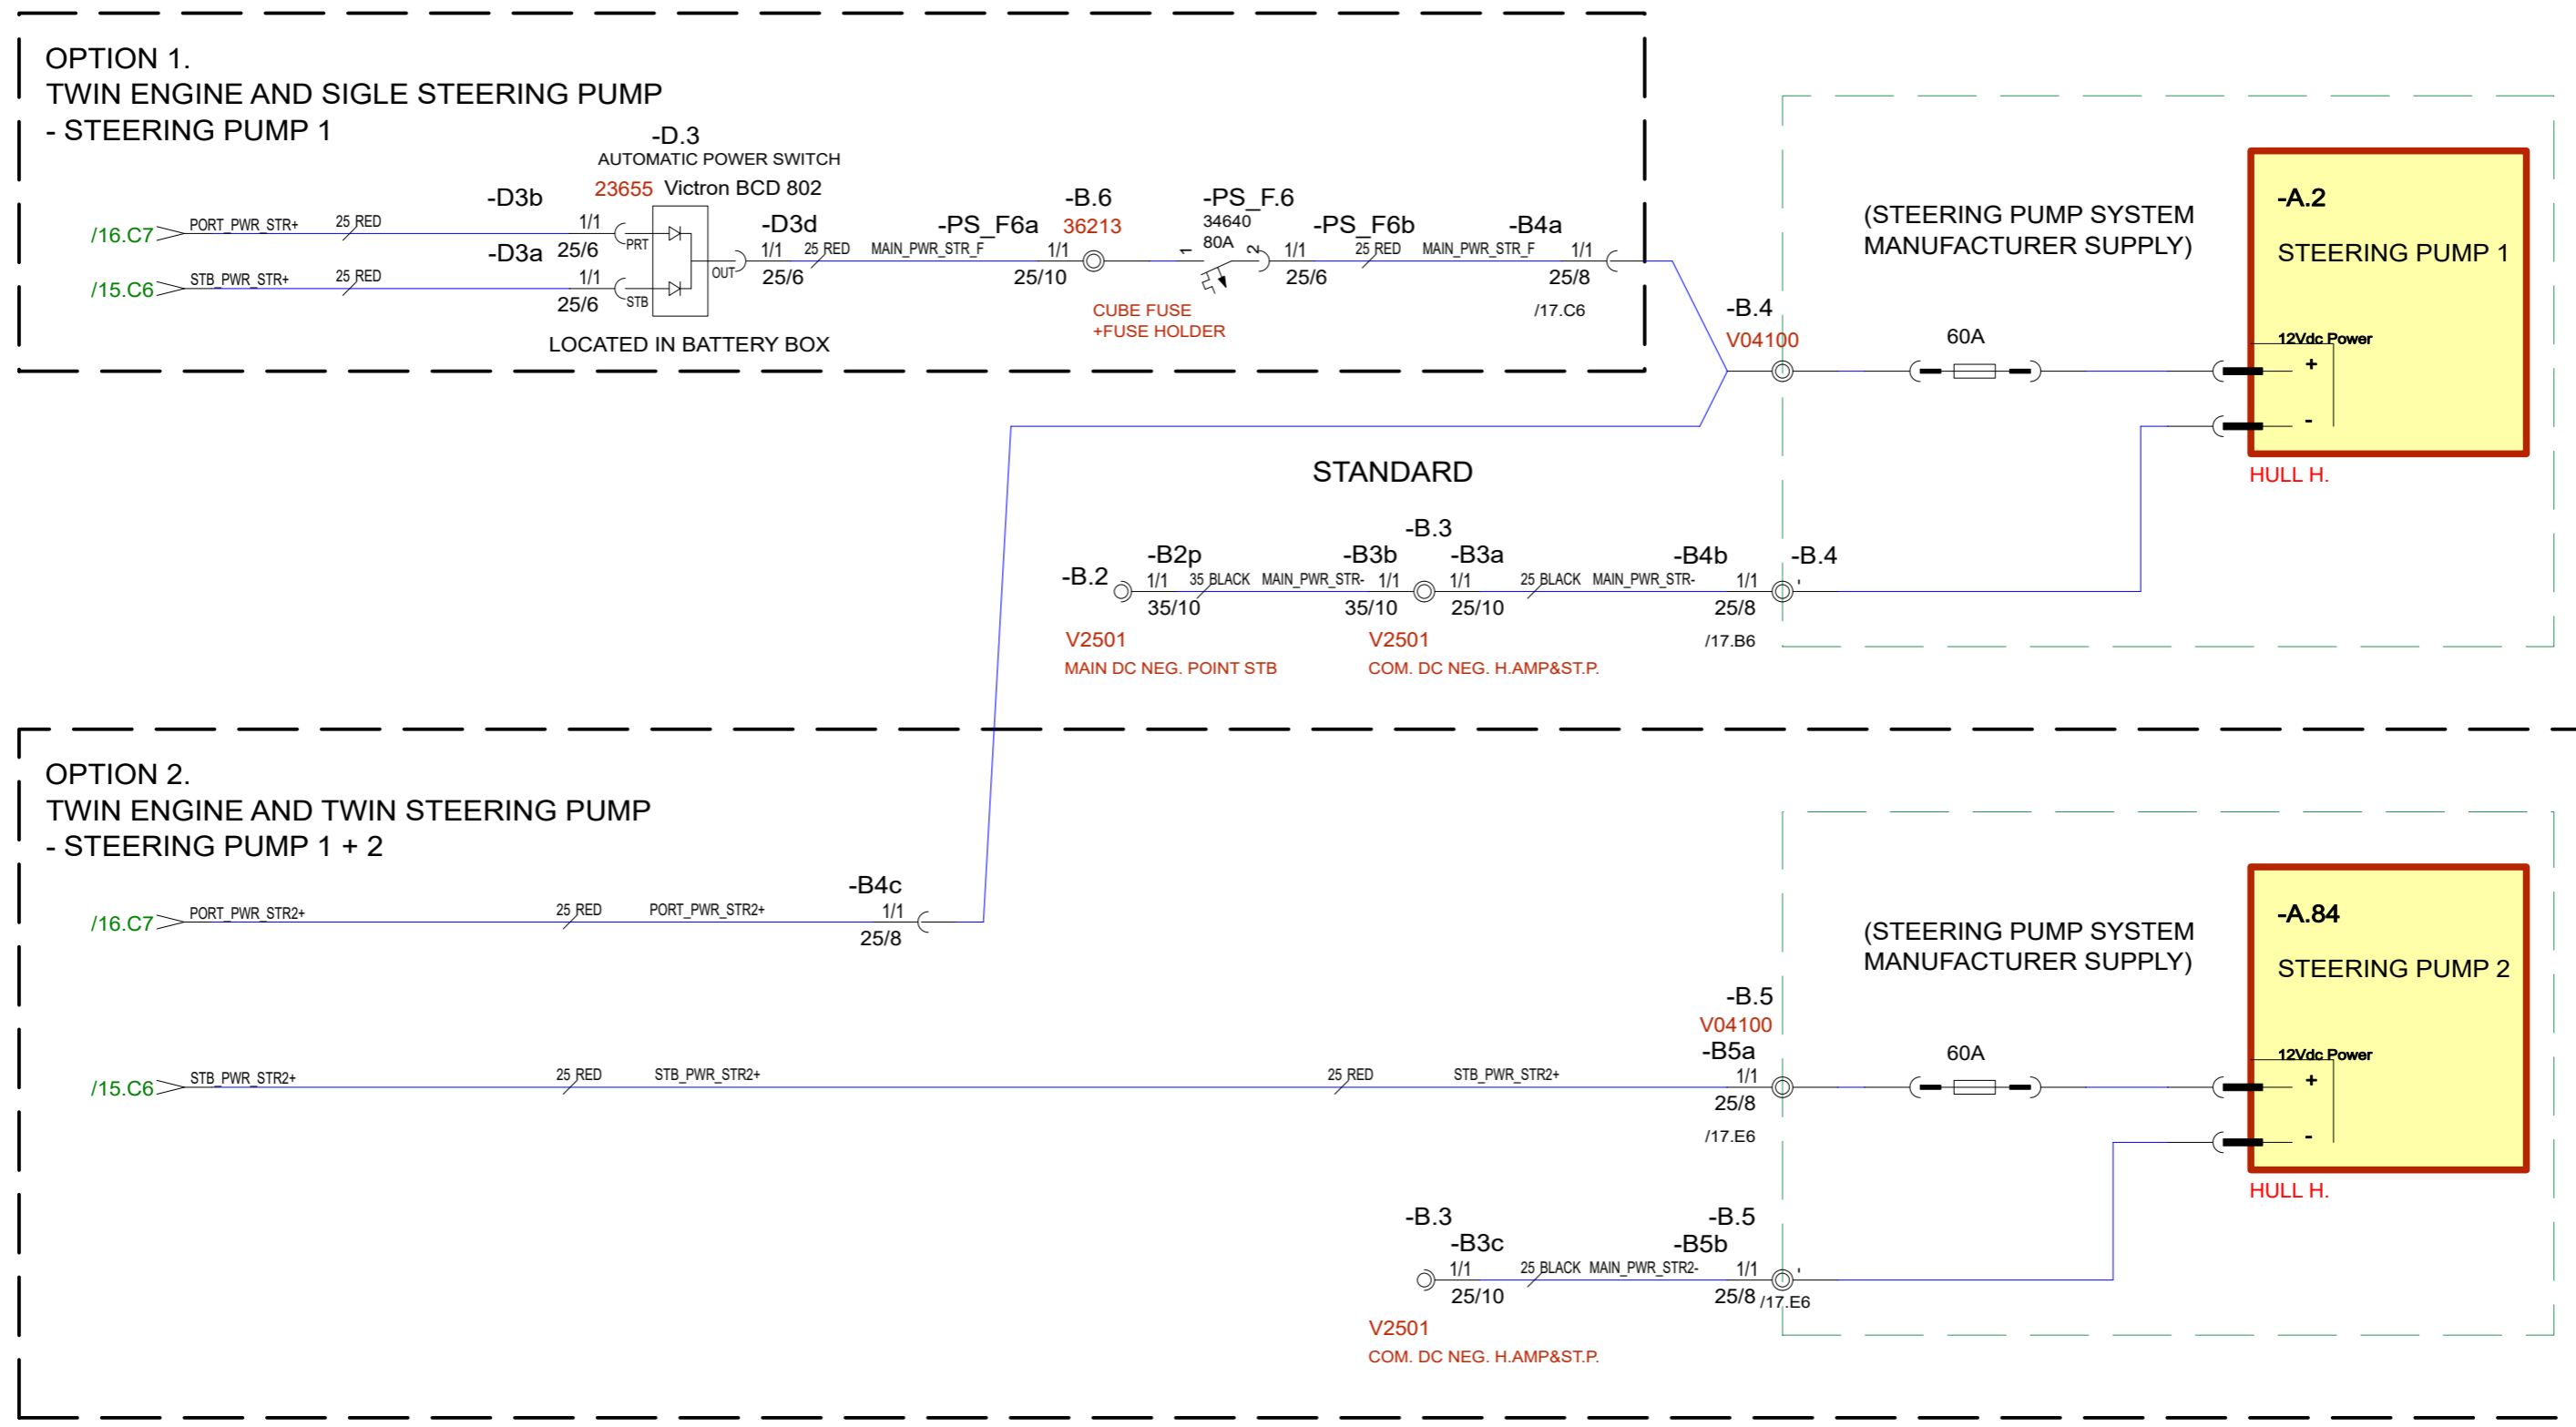 OPTION 1.
TWIN ENGINE AND SIGLE STEERING PUMP
- STEERING PUMP 1
-D.3
AUTOMATIC POWER SWITCH
23655 Victron BCD 802
-D3b
/16.C7
PORT_PWR_STR+
25 RED
1/1
25/6
PRT
-D3a
/15.C6
STB_PWR_STR+
25 RED
1/1
25/6
STB
OUT
LOCATED IN BATTERY BOX
-D3d
1/1
25/6
25 RED
MAIN_PWR_STR_F
-PS_F6a
1/1
25/10
-B.6
36213
CUBE FUSE
+FUSE HOLDER
-PS_F.6
34640
80A
1
2
-PS_F6b
1/1
25/6
25 RED
MAIN_PWR_STR_F
-B4a
1/1
25/8
/17.C6
-B.4
V04100
(STEERING PUMP SYSTEM
MANUFACTURER SUPPLY)
60A
-A.2
STEERING PUMP 1
12Vdc Power
+
-
HULL H.
STANDARD
-B.2
-B2p
1/1
35/10
35 BLACK
MAIN_PWR_STR-
-B3b
1/1
35/10
-B.3
-B3a
1/1
25/10
25 BLACK
MAIN_PWR_STR-
-B4b
1/1
25/8
/17.B6
-B.4
'
V2501
MAIN DC NEG. POINT STB
V2501
COM. DC NEG. H.AMP&ST.P.
OPTION 2.
TWIN ENGINE AND TWIN STEERING PUMP
- STEERING PUMP 1 + 2
/16.C7
PORT_PWR_STR2+
25 RED
PORT_PWR_STR2+
-B4c
1/1
25/8
/15.C6
STB_PWR_STR2+
25 RED
STB_PWR_STR2+
25 RED
STB_PWR_STR2+
-B.5
V04100
-B5a
1/1
25/8
/17.E6
(STEERING PUMP SYSTEM
MANUFACTURER SUPPLY)
60A
-A.84
STEERING PUMP 2
12Vdc Power
+
-
HULL H.
-B.3
-B3c
1/1
25/10
25 BLACK
MAIN_PWR_STR2-
-B.5
-B5b
1/1
25/8
/17.E6
'
V2501
COM. DC NEG. H.AMP&ST.P.